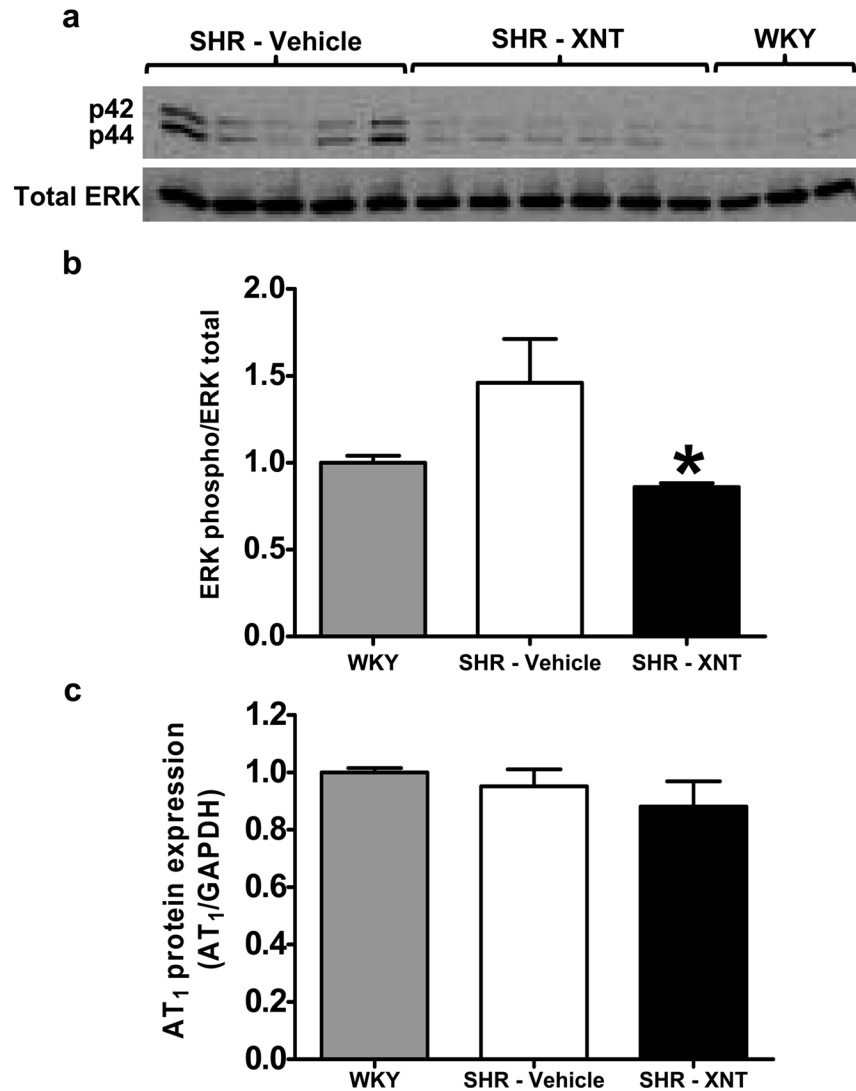 a
SHR - Vehicle SHR - XNT WKY
p42
p44
Total ERK
b
ERK phospho/ERK total
2.0
1.5
1.0
0.5
0.0
*
WKY SHR - Vehicle SHR - XNT
c
AT₁ protein expression
(AT₁/GAPDH)
1.2
1.0
0.8
0.6
0.4
0.2
0.0
WKY SHR - Vehicle SHR - XNT